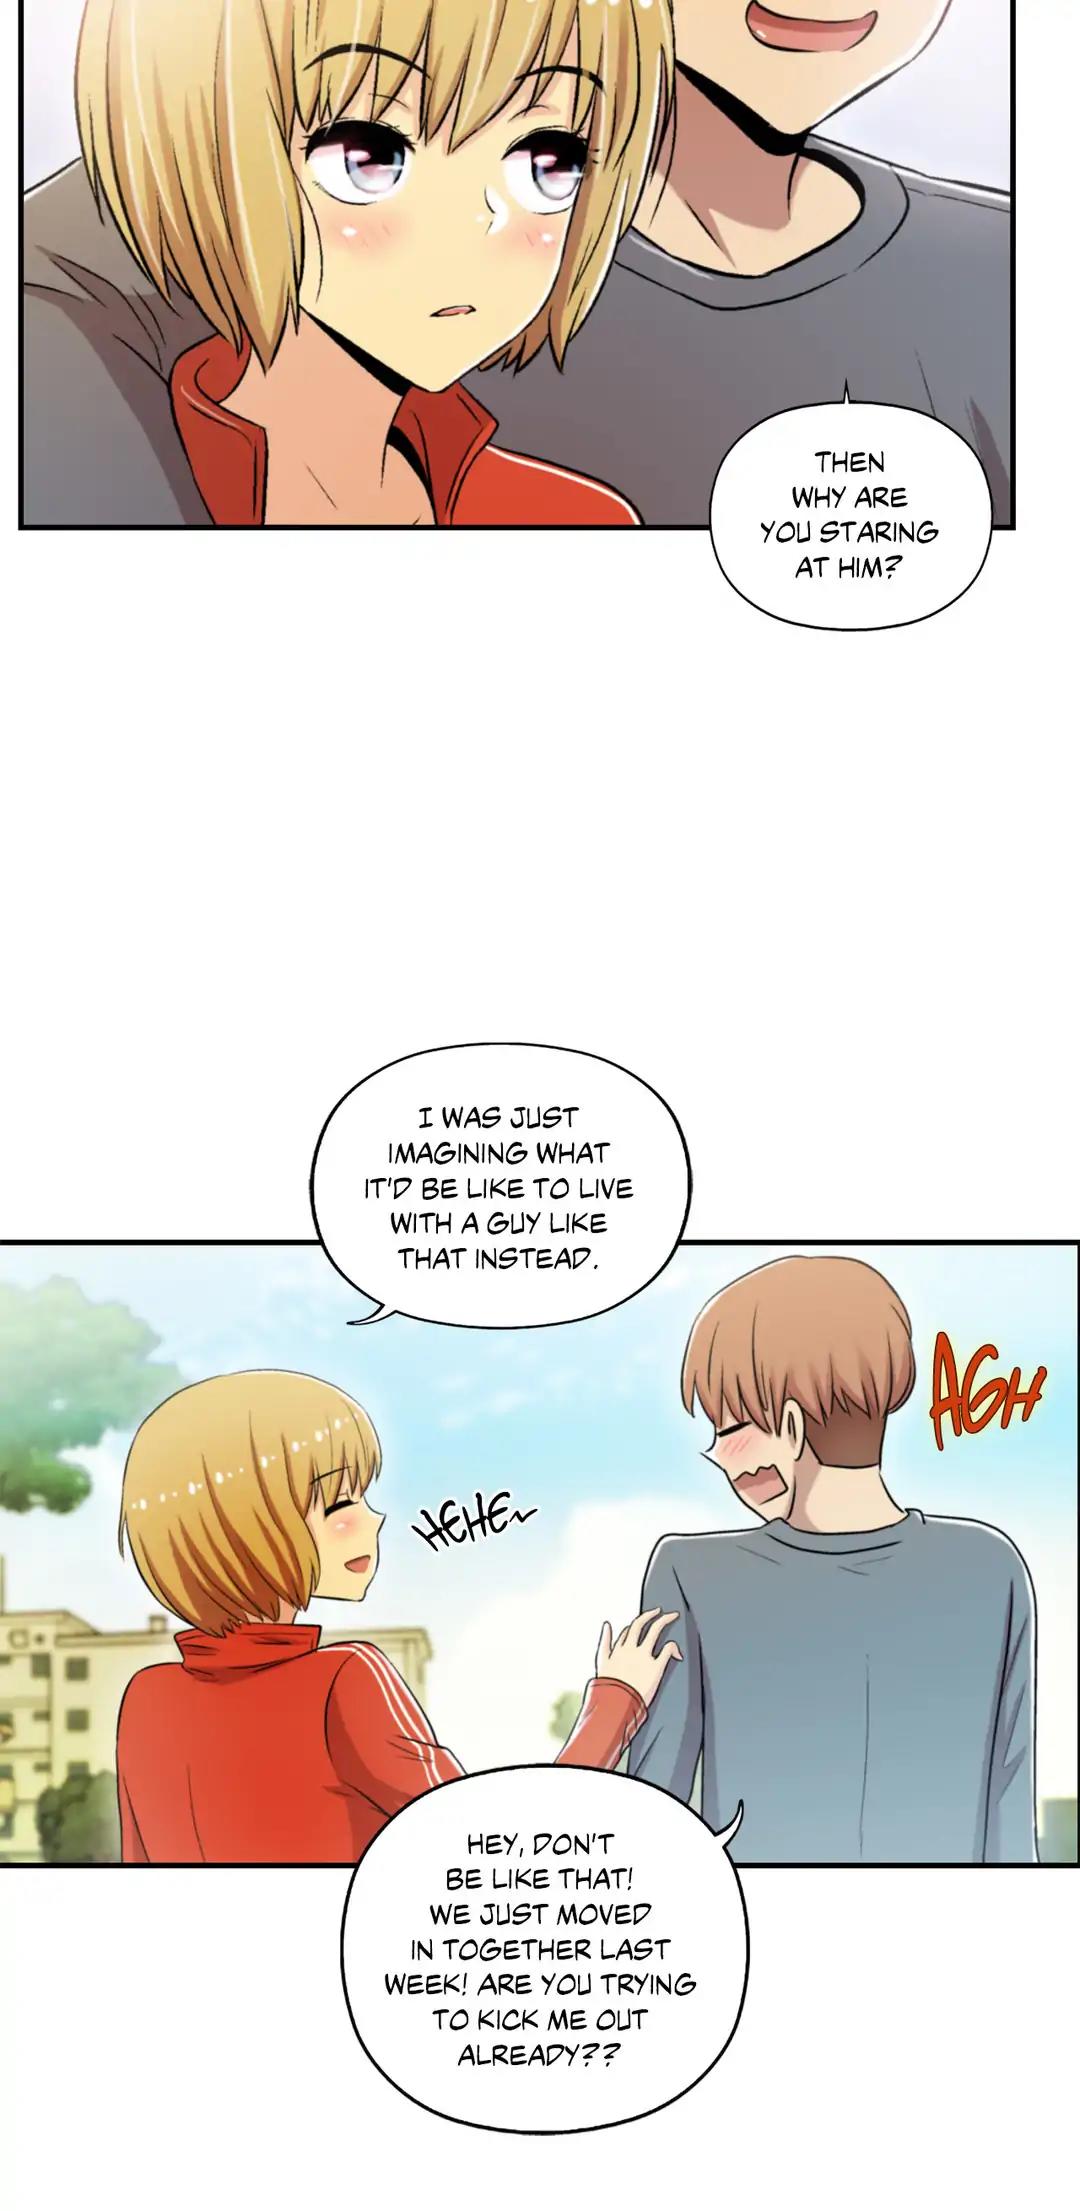 THEN
WHY ARE
YOU STARING
AT HIM?
I WAS JUST
IMAGINING WHAT
IT'D BE LIKE TO LIVE
WITH A GUY LIKE
THAT INSTEAD.
AGH
HEHE~
HEY, DON'T
BE LIKE THAT!
WE JUST MOVED
IN TOGETHER LAST
WEEK! ARE YOU TRYING
TO KICK ME OUT
ALREADY??